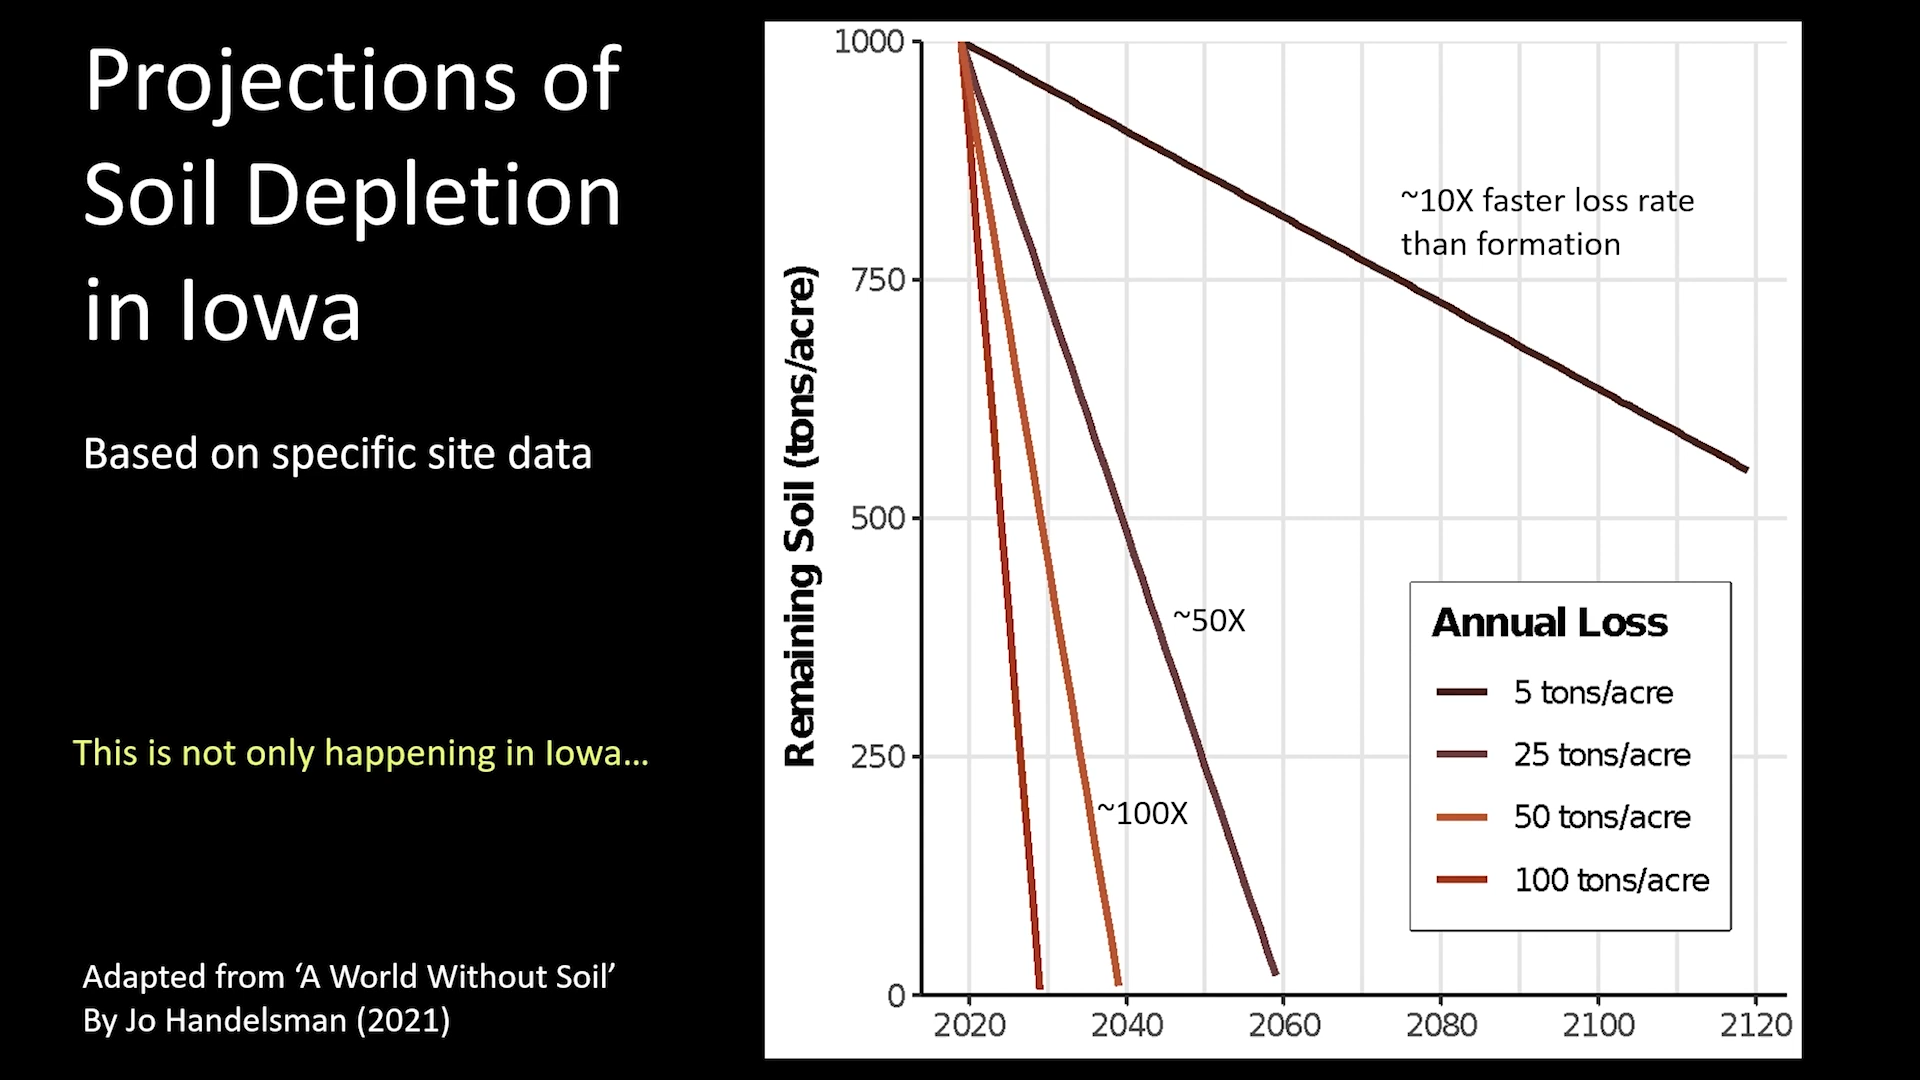 Projections of
Soil Depletion
in Iowa
Based on specific site data
This is not only happening in Iowa...
Adapted from ‘A World Without Soil’
By Jo Handelsman (2021)
Remaining Soil (tons/acre)
1000
750
500
250
0
2020 2040 2060 2080 2100 2120
~10X faster loss rate
than formation
~50X
~100X
Annual Loss
5 tons/acre
25 tons/acre
50 tons/acre
100 tons/acre